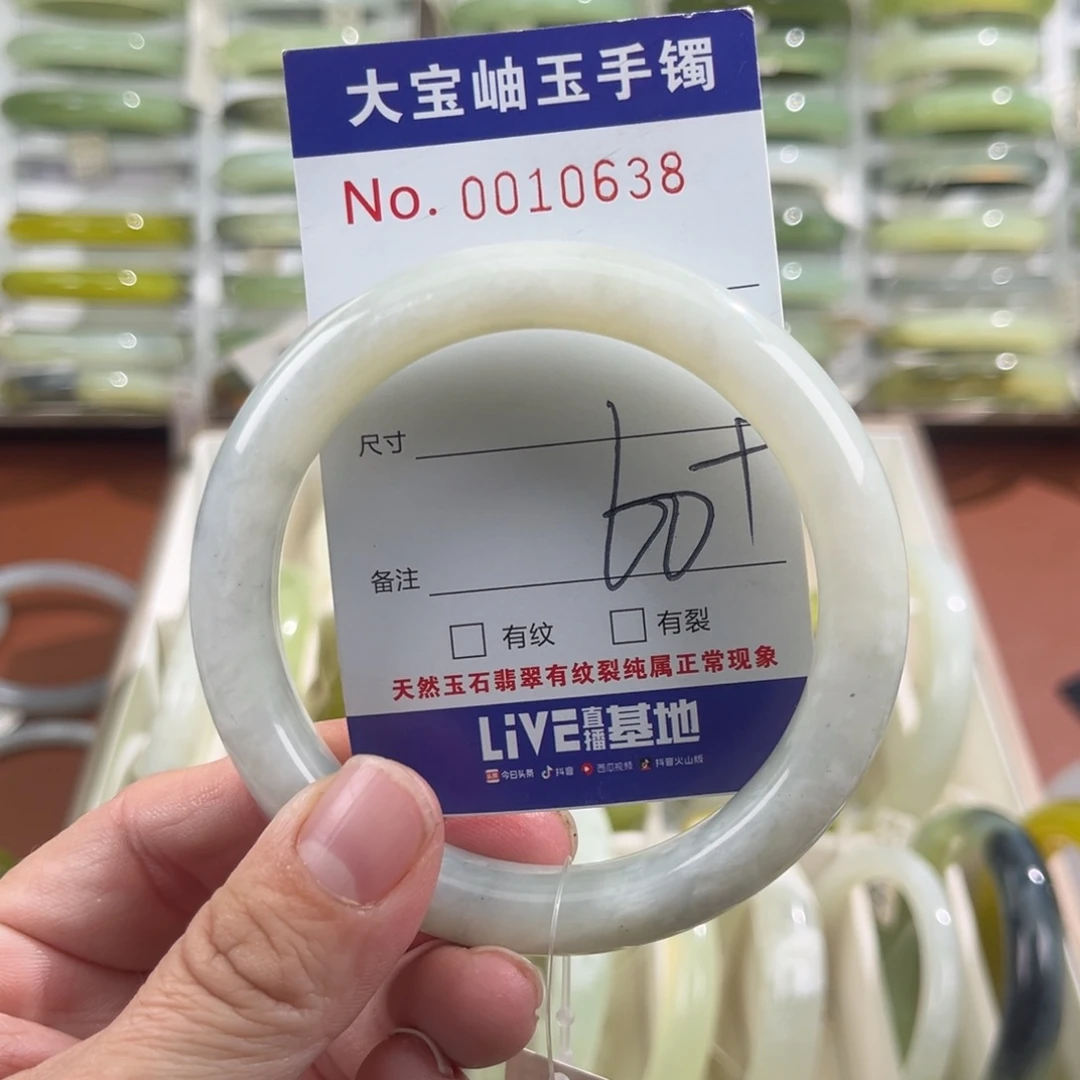 大宝岫玉手镯
No. 0010638
尺寸
60+
备注
有纹 有裂
天然玉石翡翠有纹裂纯属正常现象
LiVE直播基地
今日头条 抖音 西瓜视频 抖音火山版